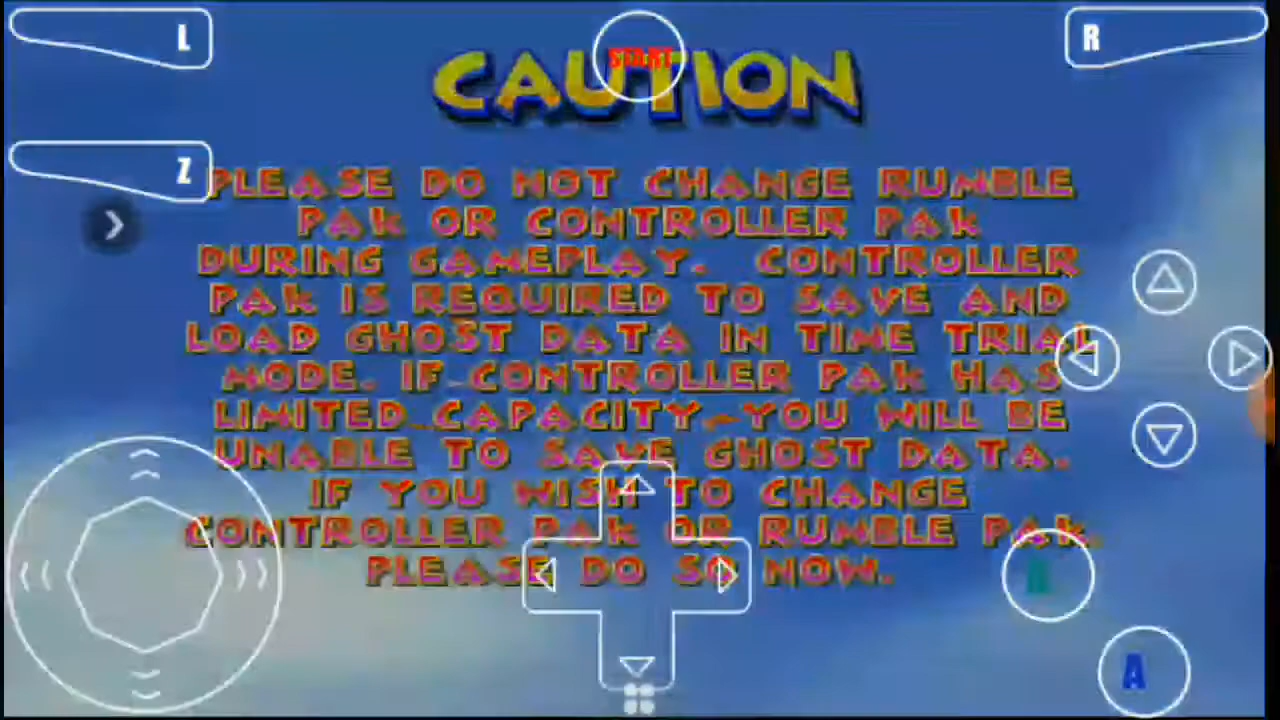 L
START
R
CAUTION
Z
PLEASE DO NOT CHANGE RUMBLE
PAK OR CONTROLLER PAK
DURING GAMEPLAY. CONTROLLER
PAK IS REQUIRED TO SAVE AND
LOAD GHOST DATA IN TIME TRIAL
MODE. IF CONTROLLER PAK HAS
LIMITED CAPACITY, YOU WILL BE
UNABLE TO SAVE GHOST DATA.
IF YOU WISH TO CHANGE
CONTROLLER PAK OR RUMBLE PAK,
PLEASE DO SO NOW.
A